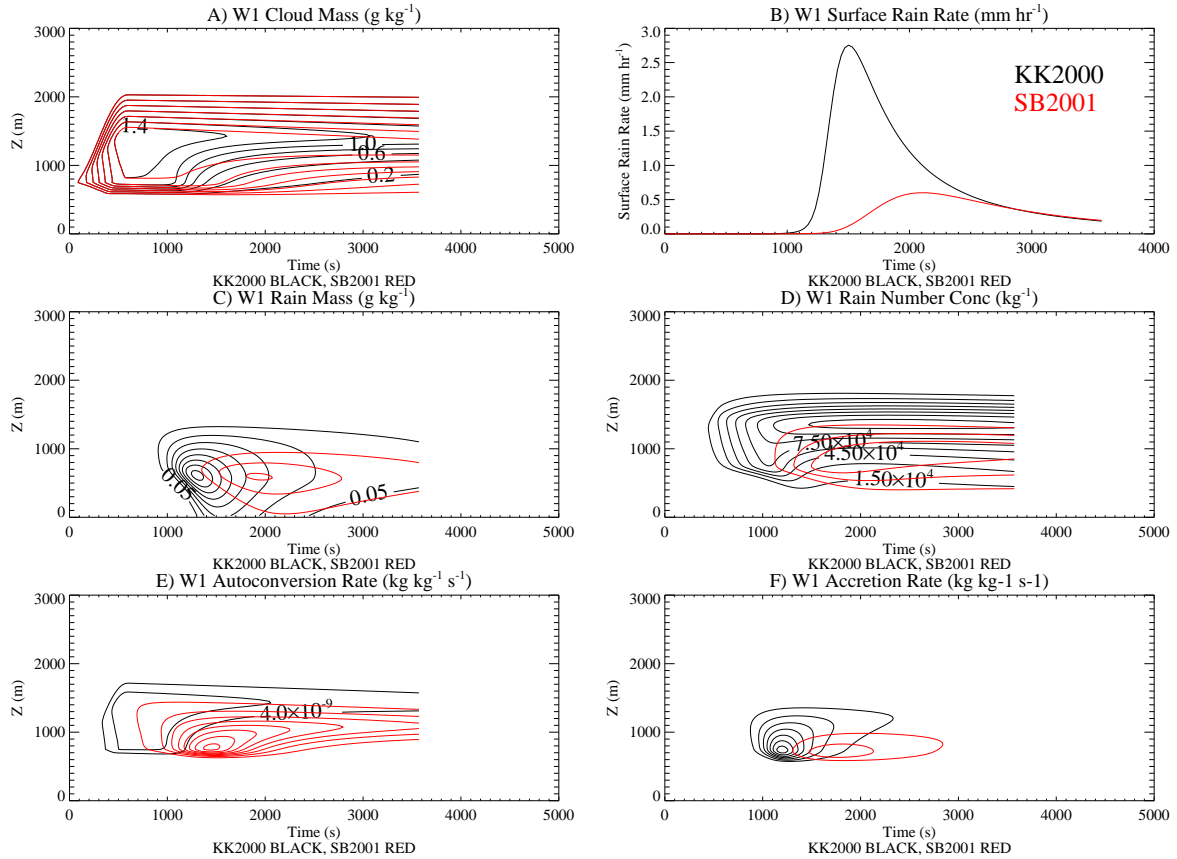 A) W1 Cloud Mass (g kg⁻¹)
3000
2000
1000
0
Z (m)
1.4
1.0
0.6
0.2
0 1000 2000 3000 4000 5000
Time (s)
KK2000 BLACK, SB2001 RED
B) W1 Surface Rain Rate (mm hr⁻¹)
3.0
2.5
2.0
1.5
1.0
0.5
0.0
Surface Rain Rate (mm hr⁻¹)
KK2000
SB2001
0 1000 2000 3000 4000
Time (s)
KK2000 BLACK, SB2001 RED
C) W1 Rain Mass (g kg⁻¹)
3000
2000
1000
0
Z (m)
0.05
0.05
0 1000 2000 3000 4000 5000
Time (s)
KK2000 BLACK, SB2001 RED
D) W1 Rain Number Conc (kg⁻¹)
3000
2000
1000
0
Z (m)
7.50×10⁴
4.50×10⁴
1.50×10⁴
0 1000 2000 3000 4000 5000
Time (s)
KK2000 BLACK, SB2001 RED
E) W1 Autoconversion Rate (kg kg⁻¹ s⁻¹)
3000
2000
1000
0
Z (m)
4.0×10⁻⁹
0 1000 2000 3000 4000 5000
Time (s)
KK2000 BLACK, SB2001 RED
F) W1 Accretion Rate (kg kg-1 s-1)
3000
2000
1000
0
Z (m)
0 1000 2000 3000 4000 5000
Time (s)
KK2000 BLACK, SB2001 RED